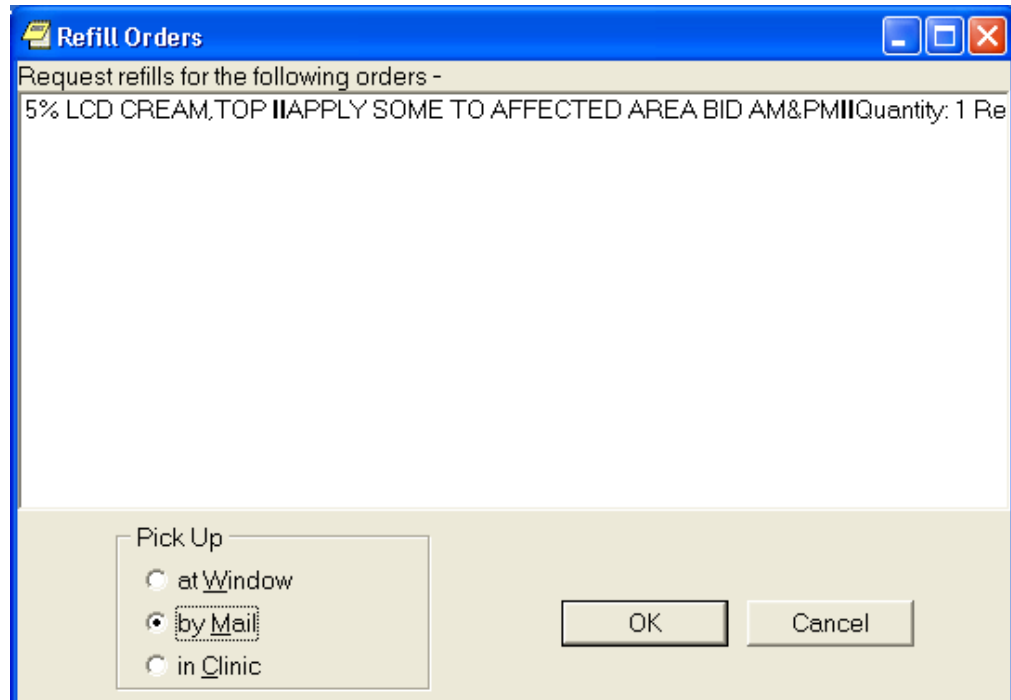 Refill Orders
Request refills for the following orders -
5% LCD CREAM,TOP ||APPLY SOME TO AFFECTED AREA BID AM&PM||Quantity: 1 Re
Pick Up
at Window
by Mail
in Clinic
OK Cancel